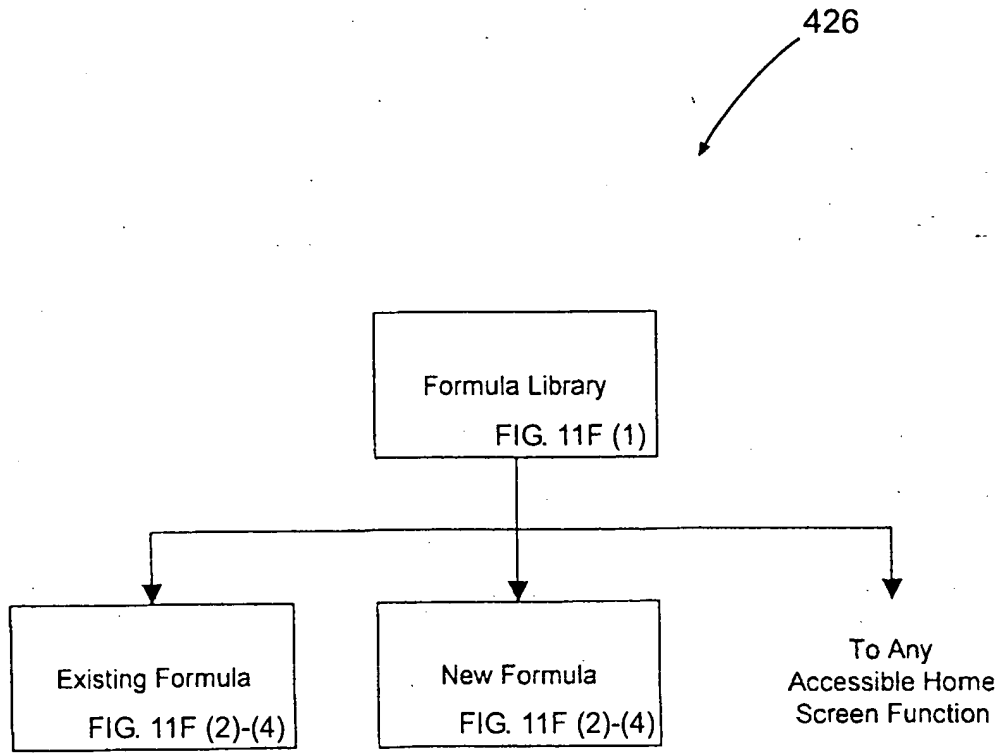 426
Formula Library
FIG. 11F (1)
Existing Formula
FIG. 11F (2)-(4)
New Formula
FIG. 11F (2)-(4)
To Any
Accessible Home
Screen Function